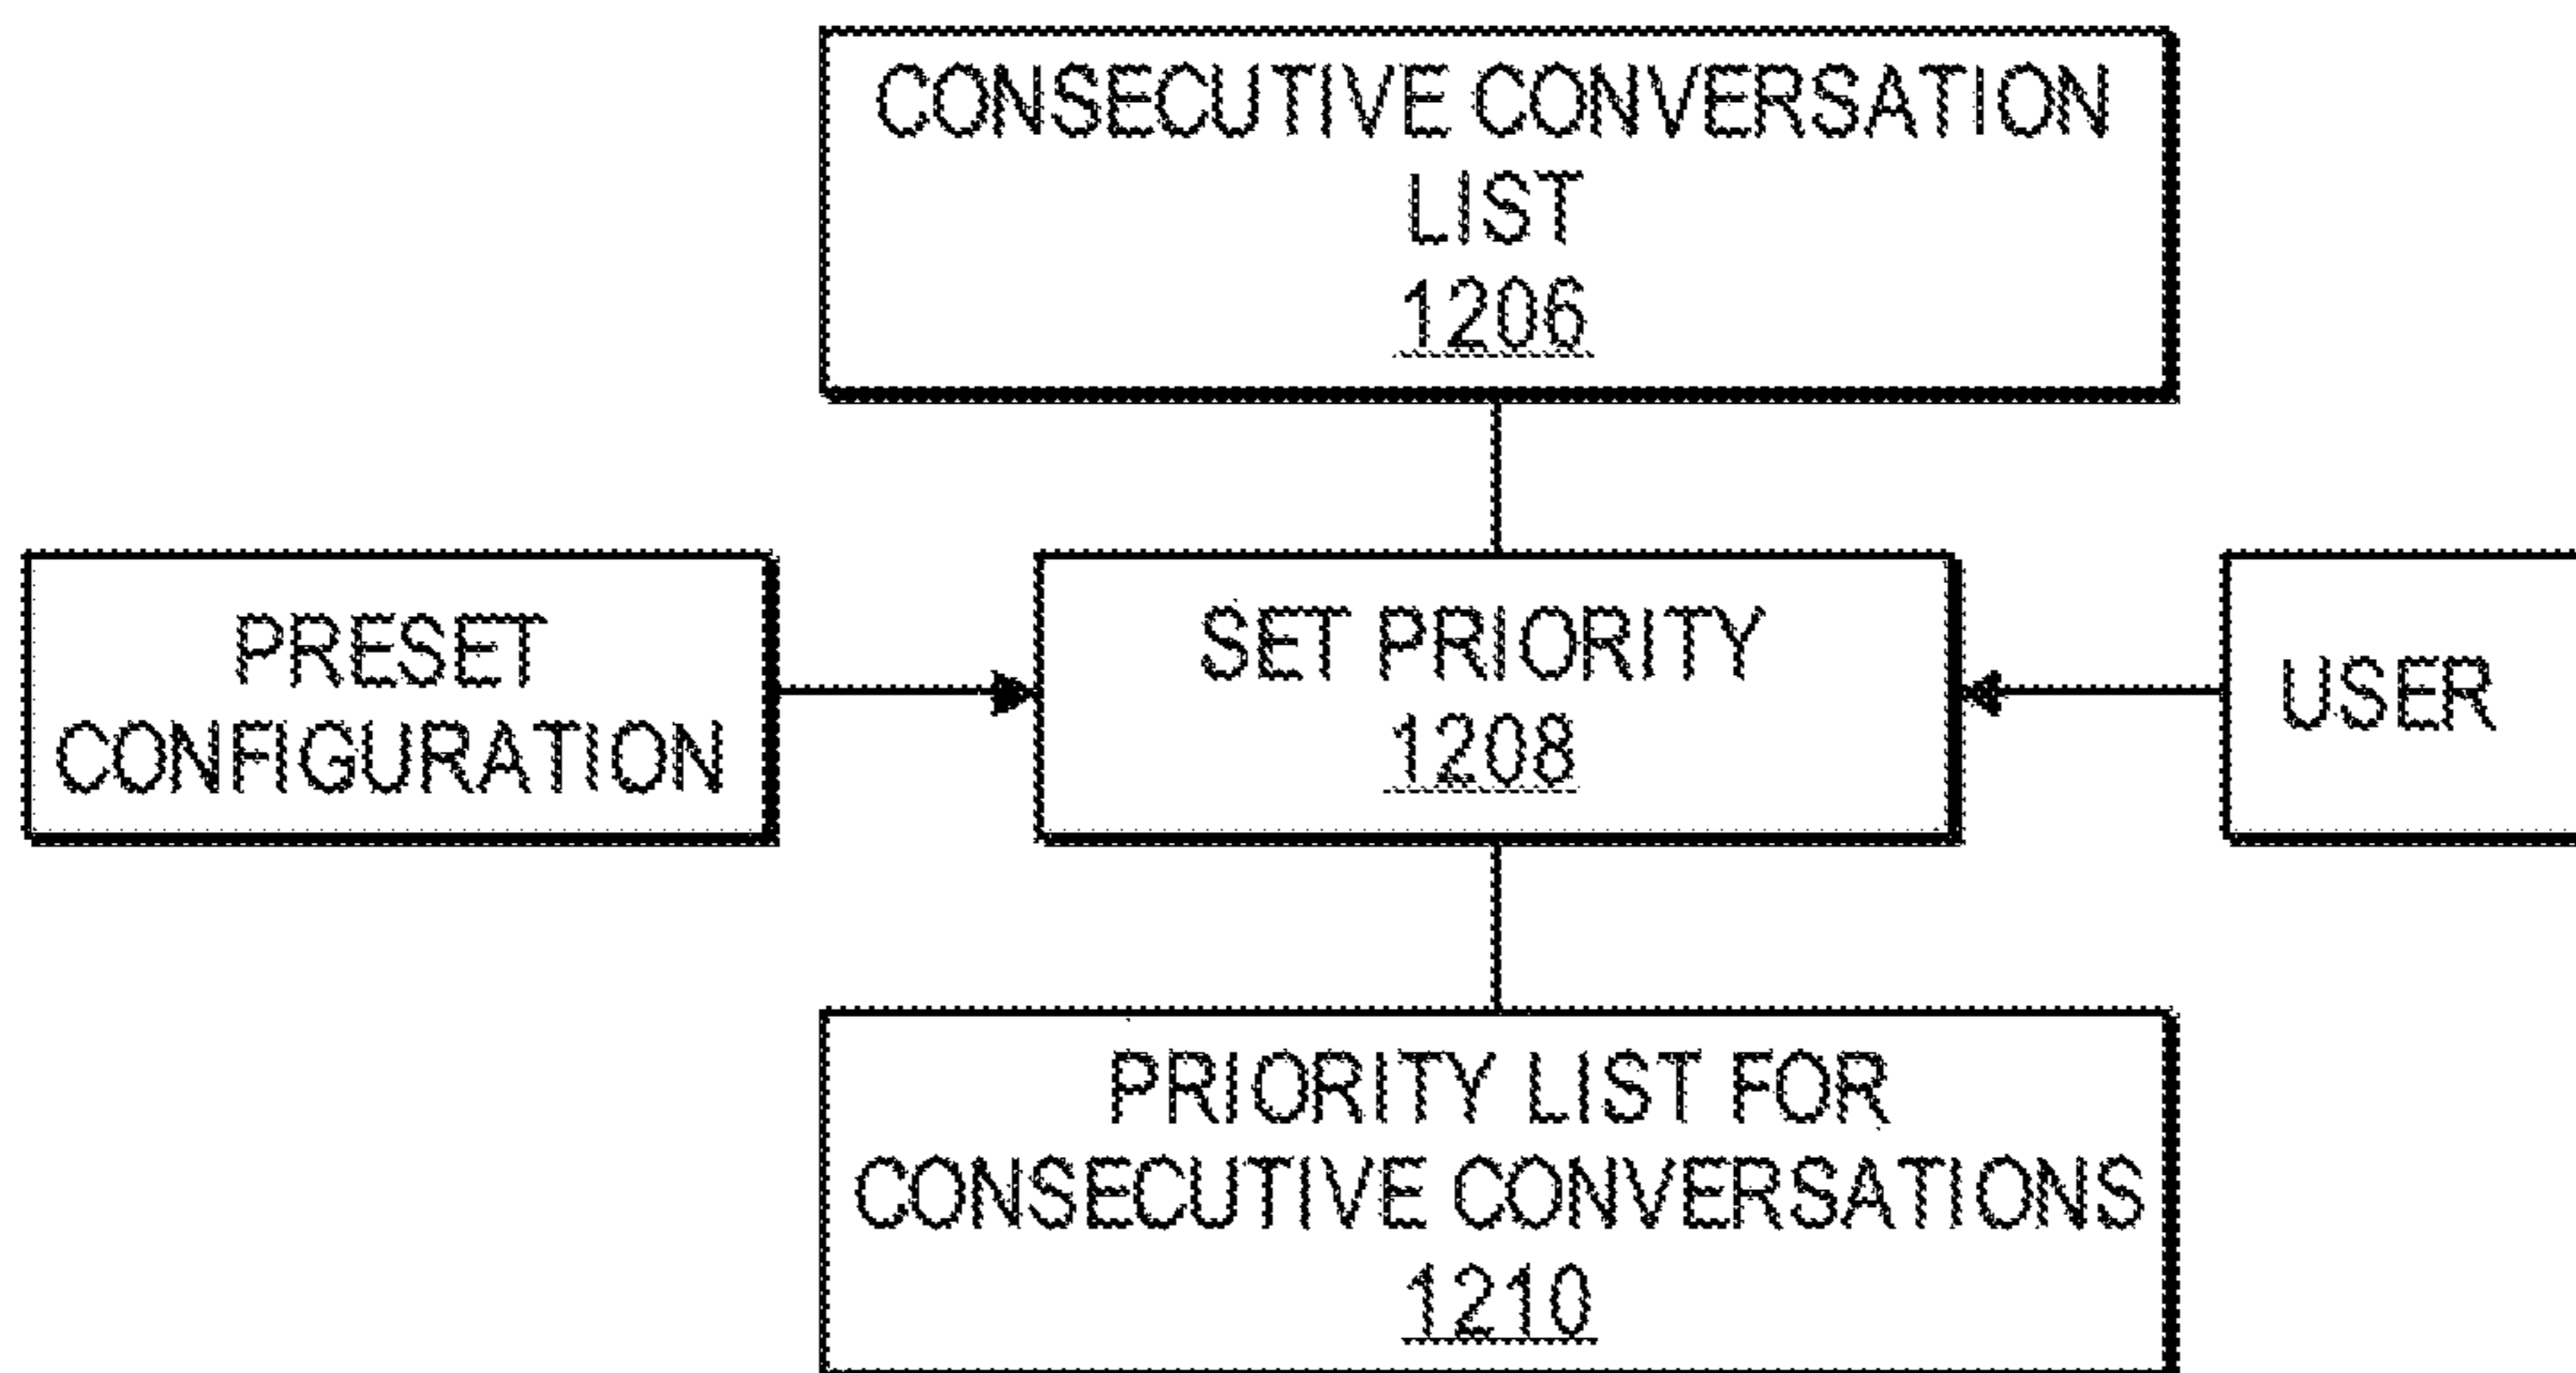 CONSECUTIVE CONVERSATION
LIST
1206
PRESET
CONFIGURATION
SET PRIORITY
1208
USER
PRIORITY LIST FOR
CONSECUTIVE CONVERSATIONS
1210